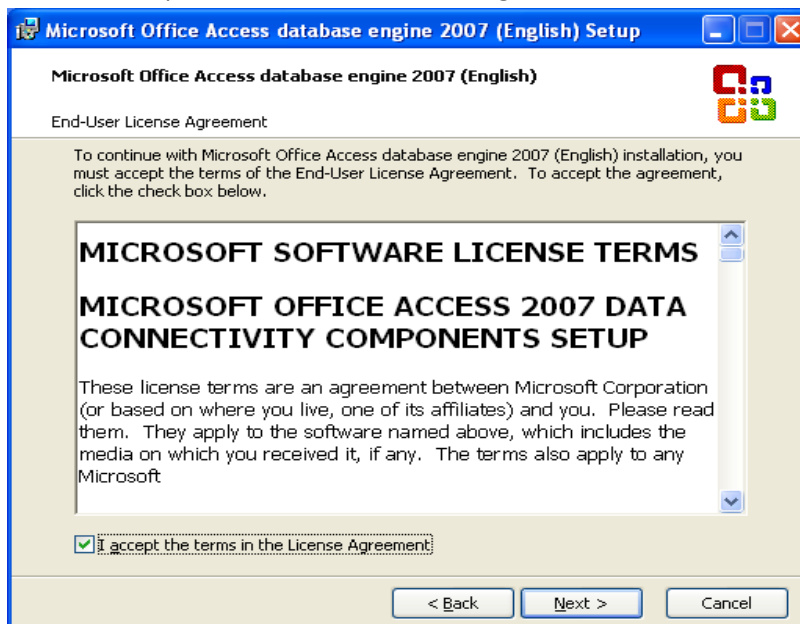 Microsoft Office Access database engine 2007 (English) Setup
Microsoft Office Access database engine 2007 (English)
End-User License Agreement
To continue with Microsoft Office Access database engine 2007 (English) installation, you
must accept the terms of the End-User License Agreement. To accept the agreement,
click the check box below.
MICROSOFT SOFTWARE LICENSE TERMS
MICROSOFT OFFICE ACCESS 2007 DATA
CONNECTIVITY COMPONENTS SETUP
These license terms are an agreement between Microsoft Corporation
(or based on where you live, one of its affiliates) and you. Please read
them. They apply to the software named above, which includes the
media on which you received it, if any. The terms also apply to any
Microsoft
I accept the terms in the License Agreement
< Back Next > Cancel